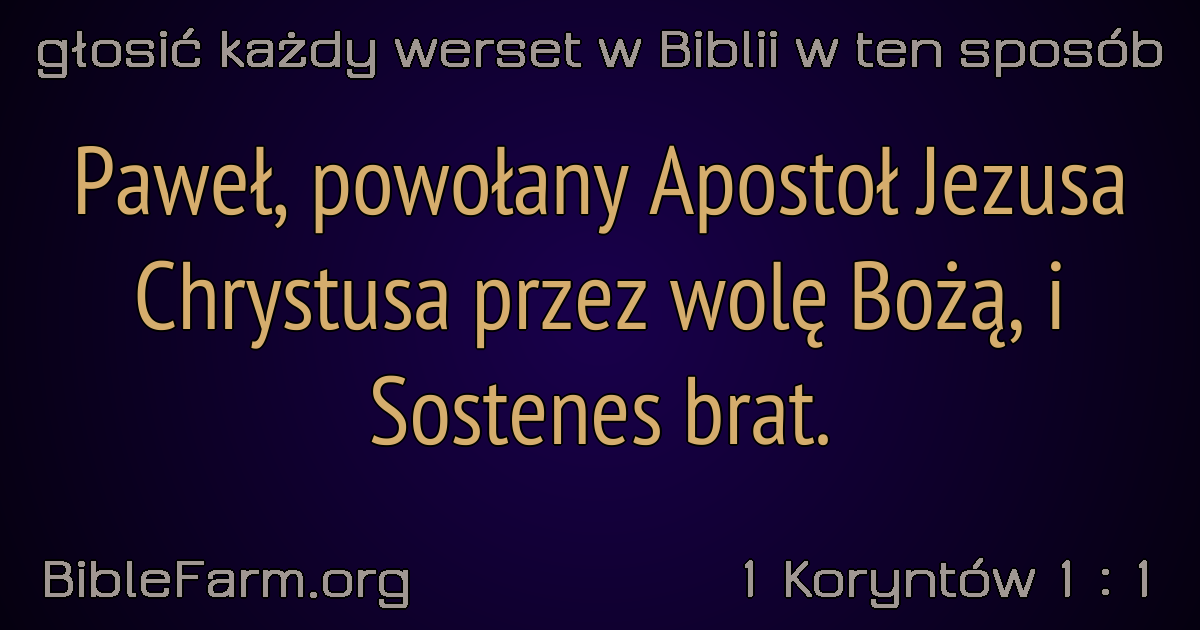 głosić każdy werset w Biblii w ten sposób
Paweł, powołany Apostoł Jezusa
Chrystusa przez wolę Bożą, i
Sostenes brat.
BibleFarm.org
1 Koryntów 1 : 1